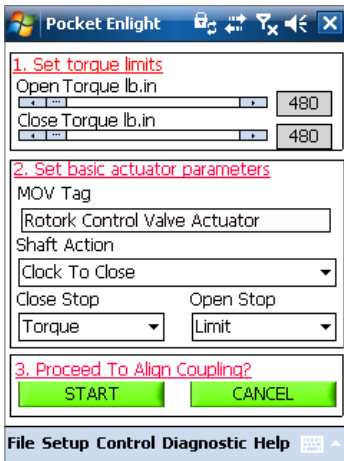 Pocket Enlight
1. Set torque limits
Open Torque lb.in
480
Close Torque lb.in
480
2. Set basic actuator parameters
MOV Tag
Rotork Control Valve Actuator
Shaft Action
Clock To Close
Close Stop Open Stop
Torque Limit
3. Proceed To Align Coupling?
START CANCEL
File Setup Control Diagnostic Help